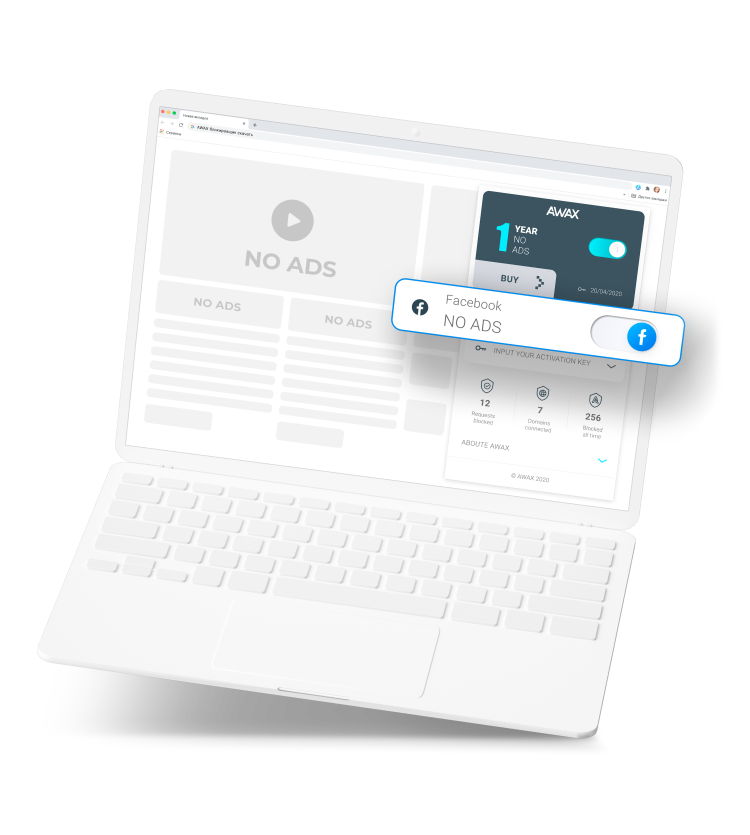 Новая вкладка
AWAX блокировщик скачать
Сервисы
NO ADS
NO ADS
NO ADS
AWAX
1 YEAR
NO
ADS
BUY
20/04/2020
Facebook
NO ADS
INPUT YOUR ACTIVATION KEY
12
Requests
blocked
7
Domains
connected
256
Blocked
all time
ABOUTE AWAX
© AWAX 2020